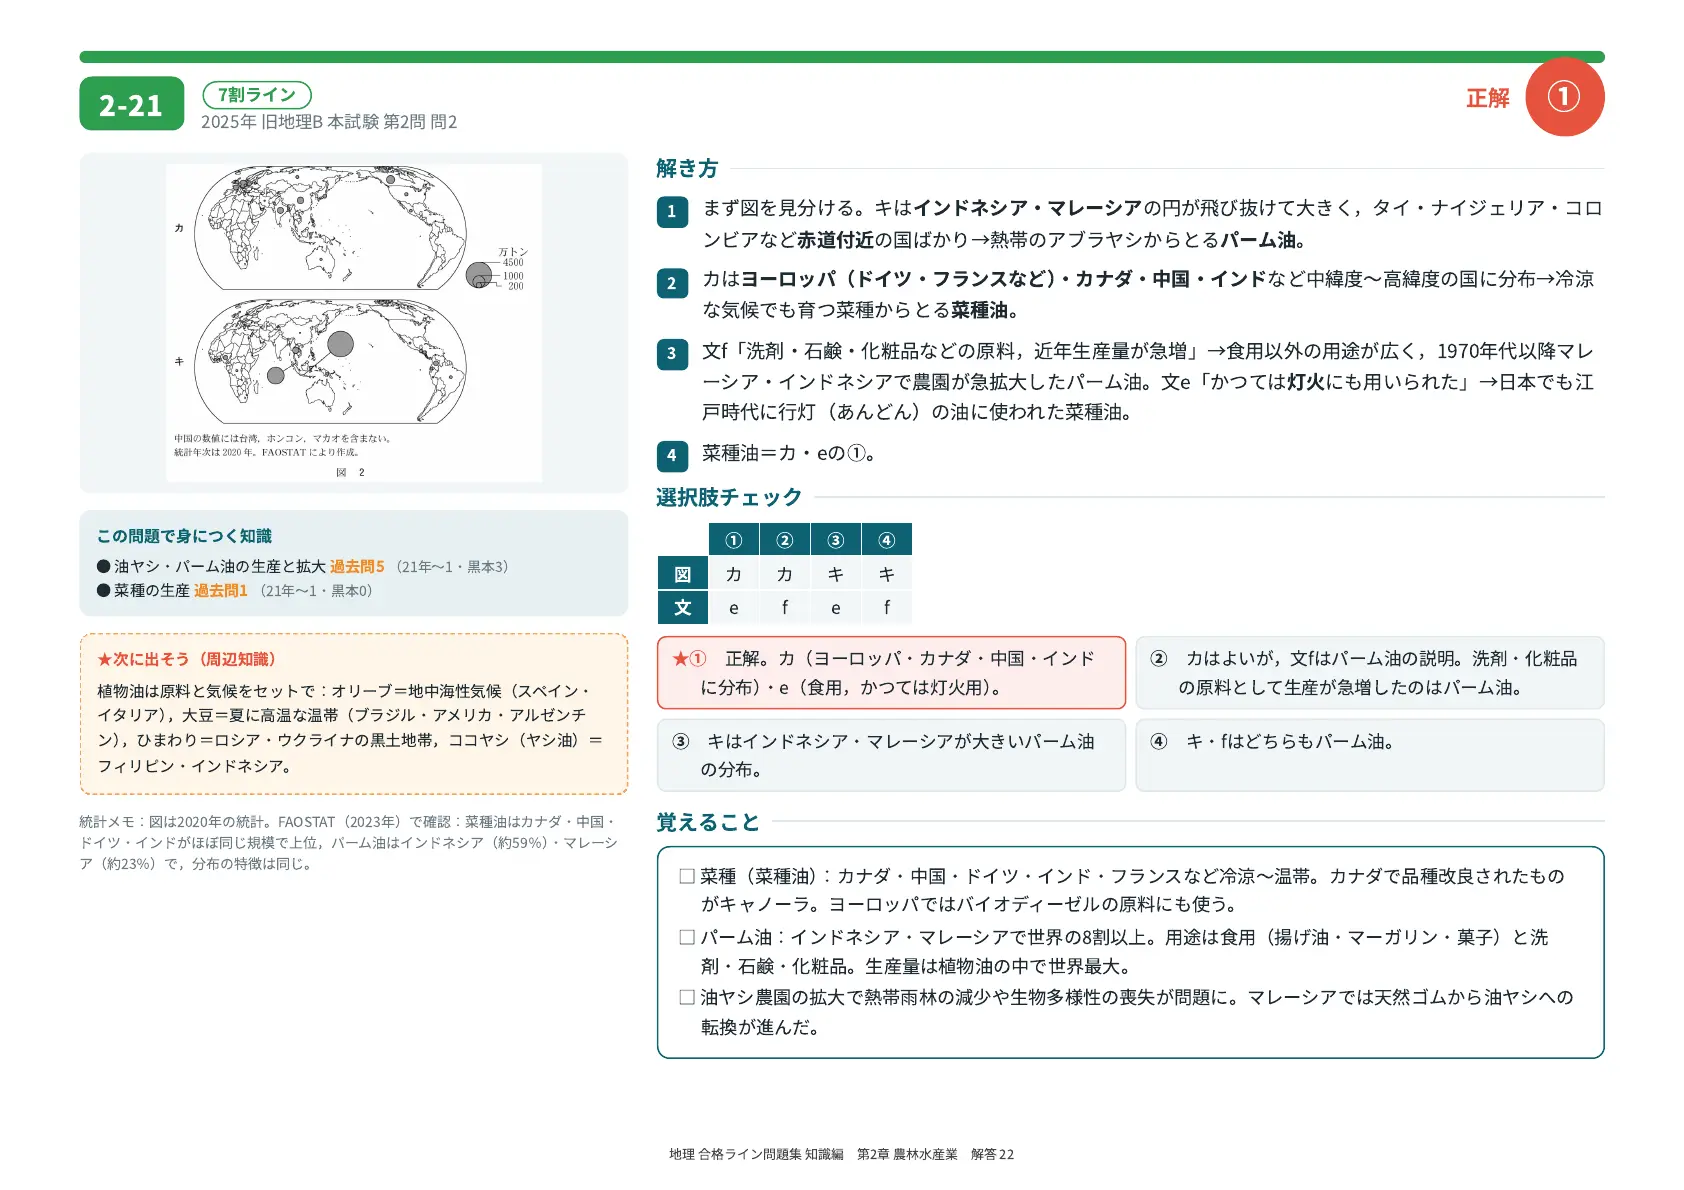 2-21
7割ライン
2025年 旧地理B 本試験 第2問 問2
正解 ①
カ
万トン
4500
1000
200
キ
中国の数値には台湾，ホンコン，マカオを含まない。
統計年次は2020年。FAOSTATにより作成。
図 2
この問題で身につく知識
●油ヤシ・パーム油の生産と拡大 過去問5（21年〜1・黒本3）
●菜種の生産 過去問1（21年〜1・黒本0）
★次に出そう（周辺知識）
植物油は原料と気候をセットで：オリーブ＝地中海性気候（スペイン・
イタリア），大豆＝夏に高温な温帯（ブラジル・アメリカ・アルゼンチ
ン），ひまわり＝ロシア・ウクライナの黒土地帯，ココヤシ（ヤシ油）＝
フィリピン・インドネシア。
統計メモ：図は2020年の統計。FAOSTAT（2023年）で確認：菜種油はカナダ・中国・
ドイツ・インドがほぼ同じ規模で上位，パーム油はインドネシア（約59%）・マレーシ
ア（約23%）で，分布の特徴は同じ。
解き方
1 まず図を見分ける。キはインドネシア・マレーシアの円が飛び抜けて大きく，タイ・ナイジェリア・コロ
ンビアなど赤道付近の国ばかり→熱帯のアブラヤシからとるパーム油。
2 カはヨーロッパ（ドイツ・フランスなど）・カナダ・中国・インドなど中緯度〜高緯度の国に分布→冷涼
な気候でも育つ菜種からとる菜種油。
3 文f「洗剤・石鹸・化粧品などの原料，近年生産量が急増」→食用以外の用途が広く，1970年代以降マレ
ーシア・インドネシアで農園が急拡大したパーム油。文e「かつては灯火にも用いられた」→日本でも江
戸時代に行灯（あんどん）の油に使われた菜種油。
4 菜種油＝カ・eの①。
選択肢チェック
① ② ③ ④
図 カ カ キ キ
文 e f e f
★① 正解。カ（ヨーロッパ・カナダ・中国・インド
に分布）・e（食用，かつては灯火用）。
② カはよいが，文fはパーム油の説明。洗剤・化粧品
の原料として生産が急増したのはパーム油。
③ キはインドネシア・マレーシアが大きいパーム油
の分布。
④ キ・fはどちらもパーム油。
覚えること
□ 菜種（菜種油）：カナダ・中国・ドイツ・インド・フランスなど冷涼〜温帯。カナダで品種改良されたもの
がキャノーラ。ヨーロッパではバイオディーゼルの原料にも使う。
□ パーム油：インドネシア・マレーシアで世界の8割以上。用途は食用（揚げ油・マーガリン・菓子）と洗
剤・石鹸・化粧品。生産量は植物油の中で世界最大。
□ 油ヤシ農園の拡大で熱帯雨林の減少や生物多様性の喪失が問題に。マレーシアでは天然ゴムから油ヤシへの
転換が進んだ。
地理 合格ライン問題集 知識編 第2章 農林水産業 解答22